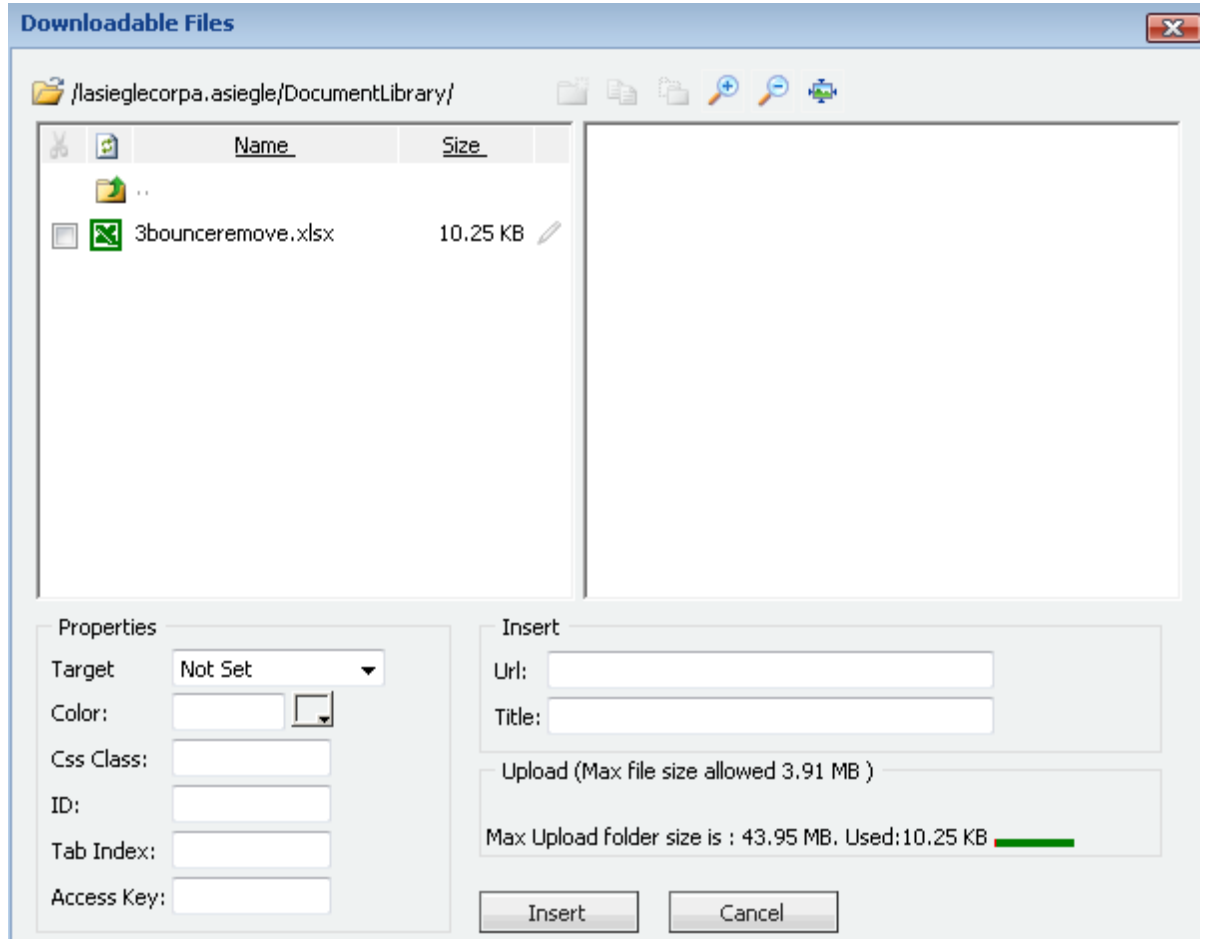 Downloadable Files
/lasieglecorpa.asiegle/DocumentLibrary/
Name Size
..
3bounceremove.xlsx 10.25 KB
Properties
Target Not Set
Color:
Css Class:
ID:
Tab Index:
Access Key:
Insert
Url:
Title:
Upload (Max file size allowed 3.91 MB )
Max Upload folder size is : 43.95 MB. Used:10.25 KB
Insert Cancel